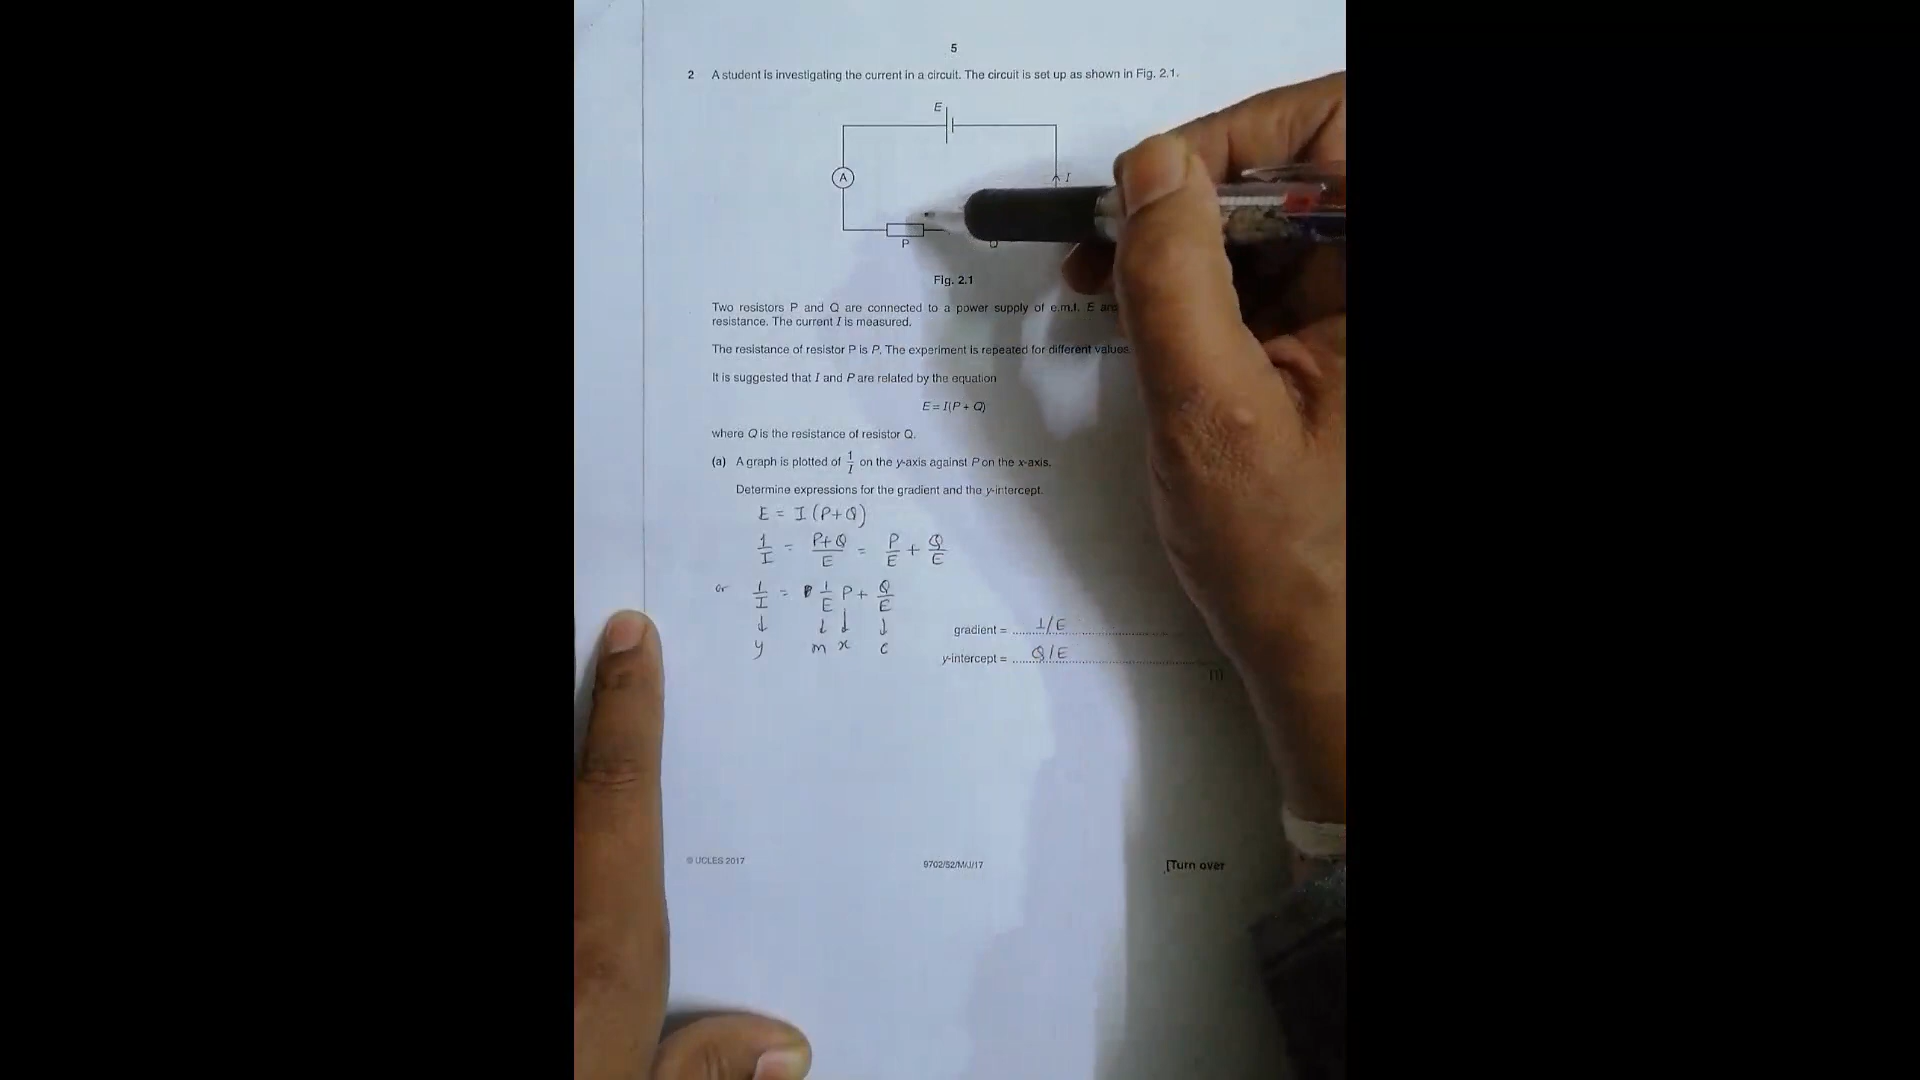 5
2 A student is investigating the current in a circuit. The circuit is set up as shown in Fig. 2.1.
E
A
I
P
Q
Fig. 2.1
Two resistors P and Q are connected to a power supply of e.m.f. E
resistance. The current I is measured.
The resistance of resistor P is P. The experiment is repeated for different values
It is suggested that I and P are related by the equation
E = I(P + Q)
where Q is the resistance of resistor Q.
(a) A graph is plotted of 1/I on the y-axis against P on the x-axis.
Determine expressions for the gradient and the y-intercept.
E = I (P+Q)
1/I = P+Q/E = P/E + Q/E
or 1/I = 1/E P + Q/E
↓ ↓ ↓ ↓
y m x c
gradient = 1/E
y-intercept = Q/E
[1]
© UCLES 2017
9702/52/M/J/17
[Turn over